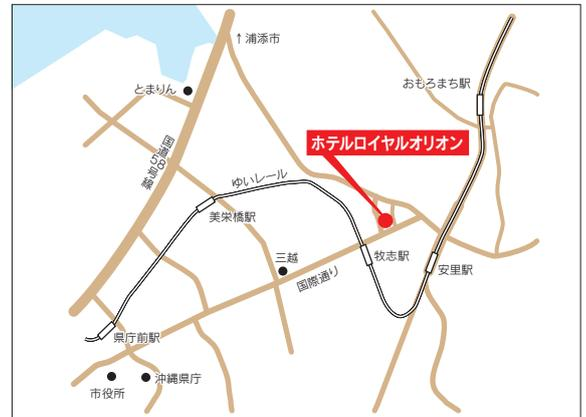 ↑浦添市
とまりん
おもろまち駅
国道58号線
ホテルロイヤルオリオン
ゆいレール
美栄橋駅
三越
国際通り
牧志駅
安里駅
県庁前駅
沖縄県庁
市役所